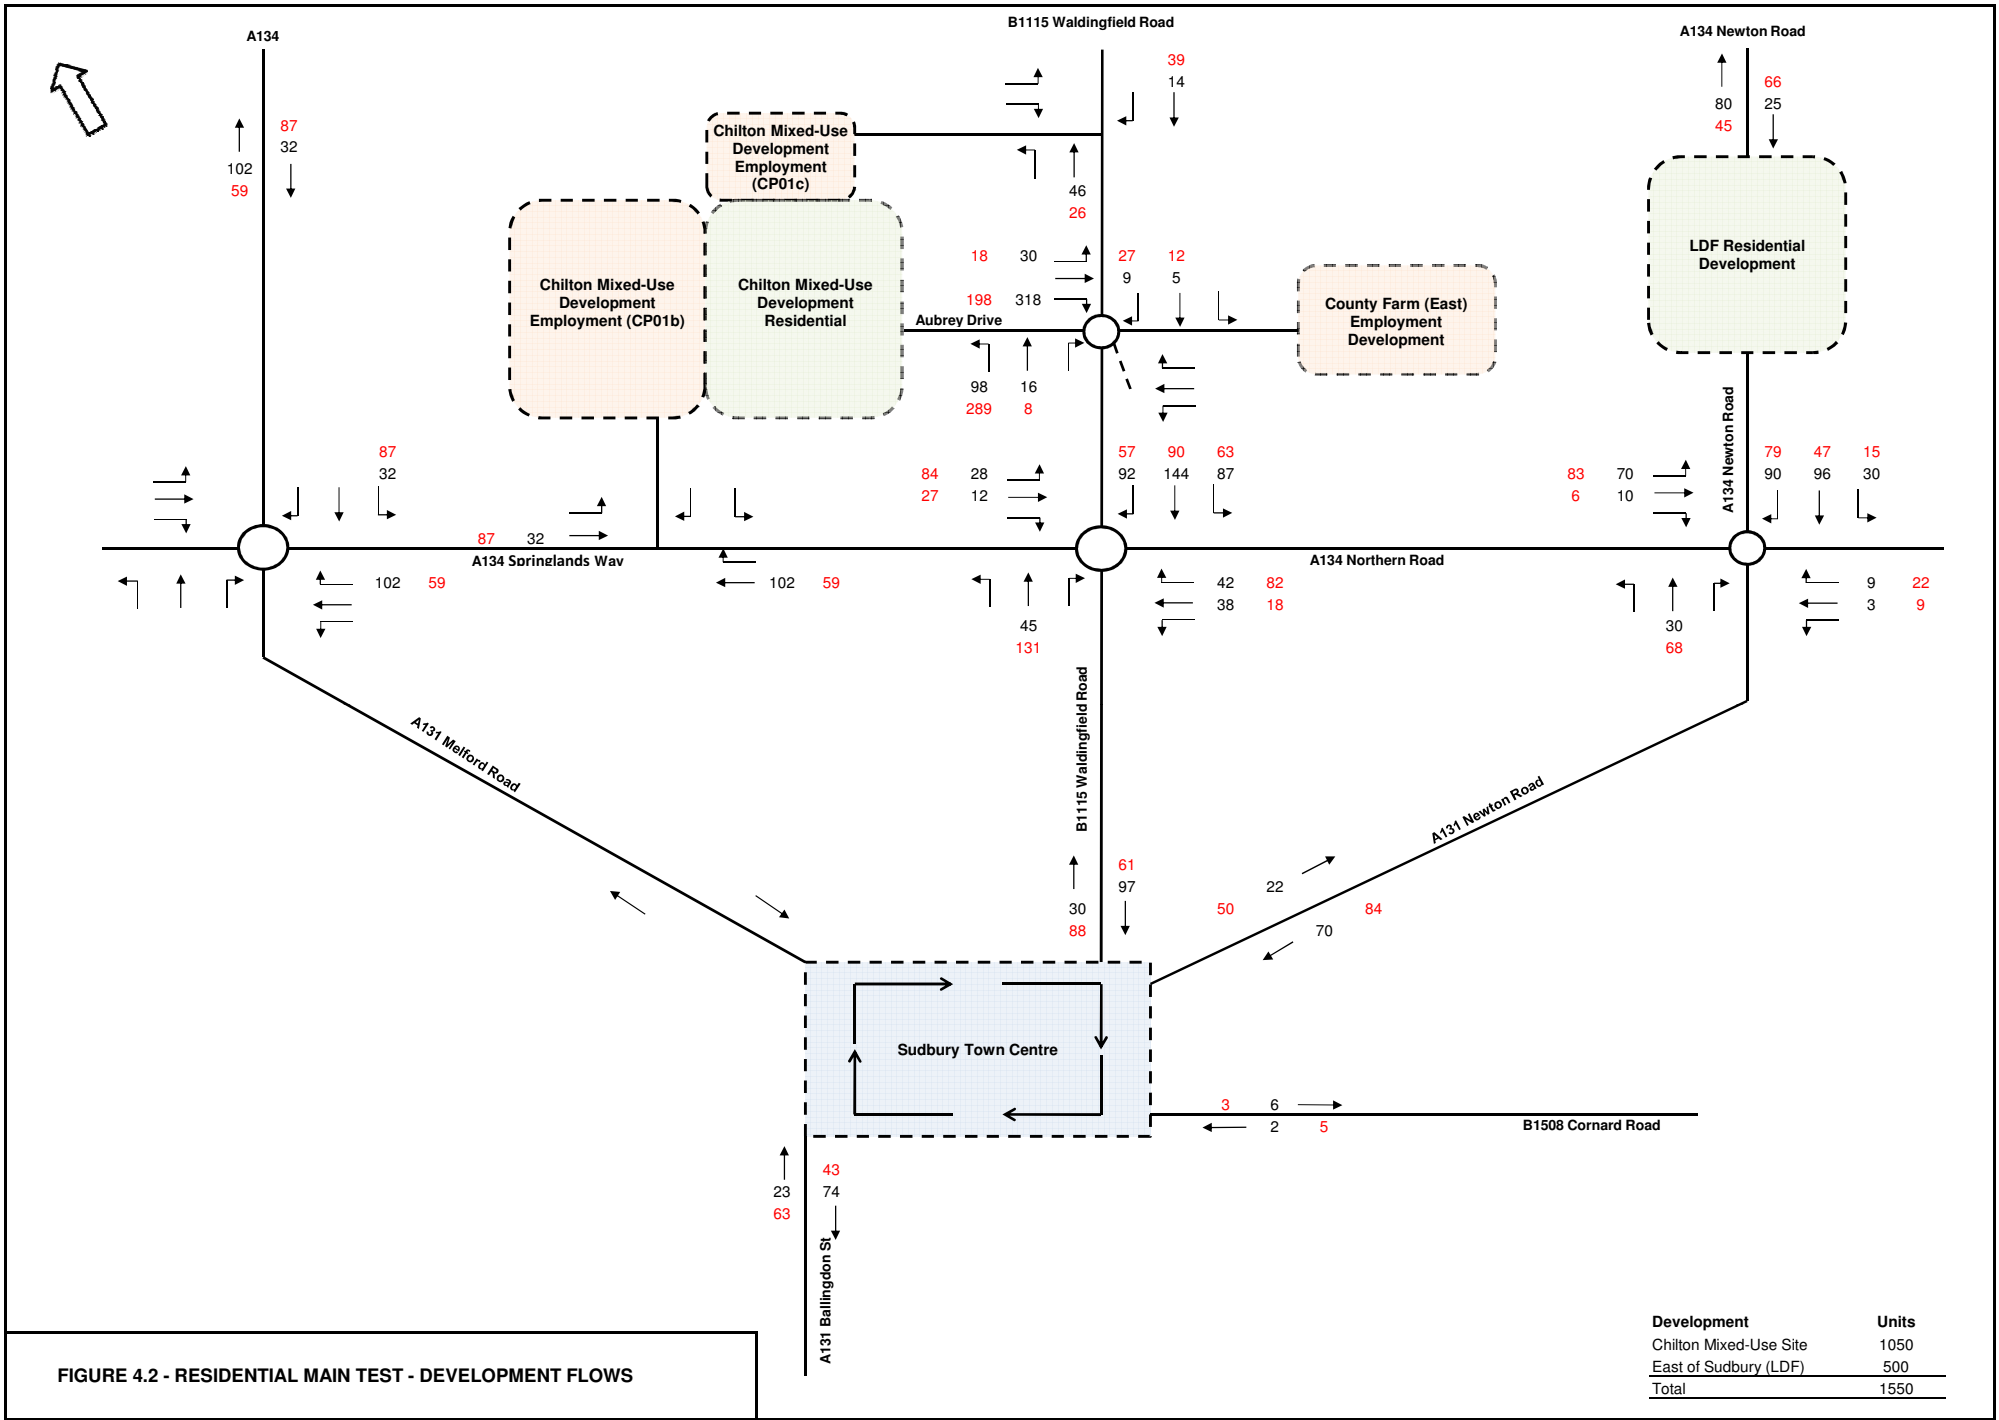 B1115 Waldingfield Road
A134
A134 Newton Road
39
14
66
25
80
45
87
32
102
59
Chilton Mixed-Use
Development
Employment
(CP01c)
46
26
Chilton Mixed-Use
Development
Employment (CP01b)
Chilton Mixed-Use
Development
Residential
18 30
198 318
27 12
9 5
Aubrey Drive
98 16
289 8
County Farm (East)
Employment
Development
LDF Residential
Development
A134 Newton Road
87
32
84 28
27 12
57 90 63
92 144 87
83 70
6 10
79 47 15
90 96 30
87 32
A134 Springlands Way
A134 Northern Road
102 59
102 59
42 82
38 18
9 22
3 9
45
131
30
68
A131 Melford Road
B1115 Waldingfield Road
A131 Newton Road
61
97
30
88
22
50 84
70
Sudbury Town Centre
3 6
2 5
B1508 Cornard Road
43
23 74
63
A131 Ballingdon St
Development Units
Chilton Mixed-Use Site 1050
East of Sudbury (LDF) 500
Total 1550
FIGURE 4.2 - RESIDENTIAL MAIN TEST - DEVELOPMENT FLOWS